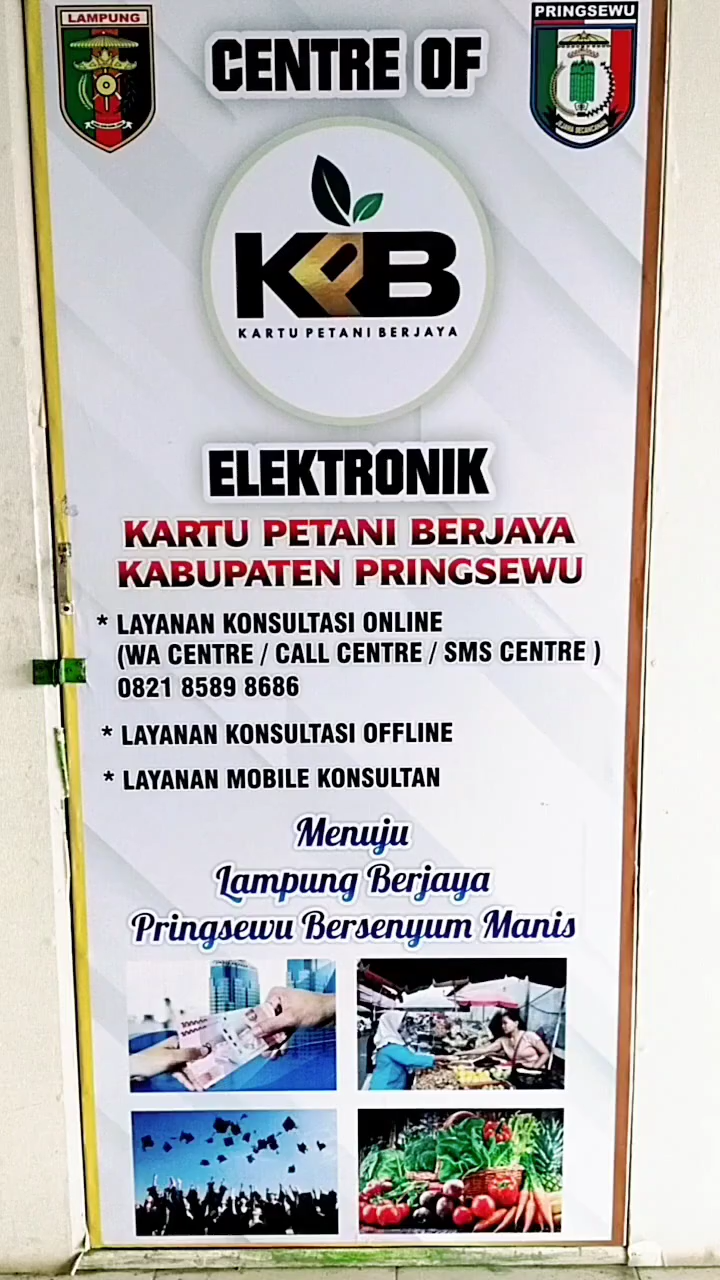 LAMPUNG
PRINGSEWU
CENTRE OF
KPB
KARTU PETANI BERJAYA
ELEKTRONIK
KARTU PETANI BERJAYA
KABUPATEN PRINGSEWU
* LAYANAN KONSULTASI ONLINE
(WA CENTRE / CALL CENTRE / SMS CENTRE )
0821 8589 8686
* LAYANAN KONSULTASI OFFLINE
* LAYANAN MOBILE KONSULTAN
Menuju
Lampung Berjaya
Pringsewu Bersenyum Manis